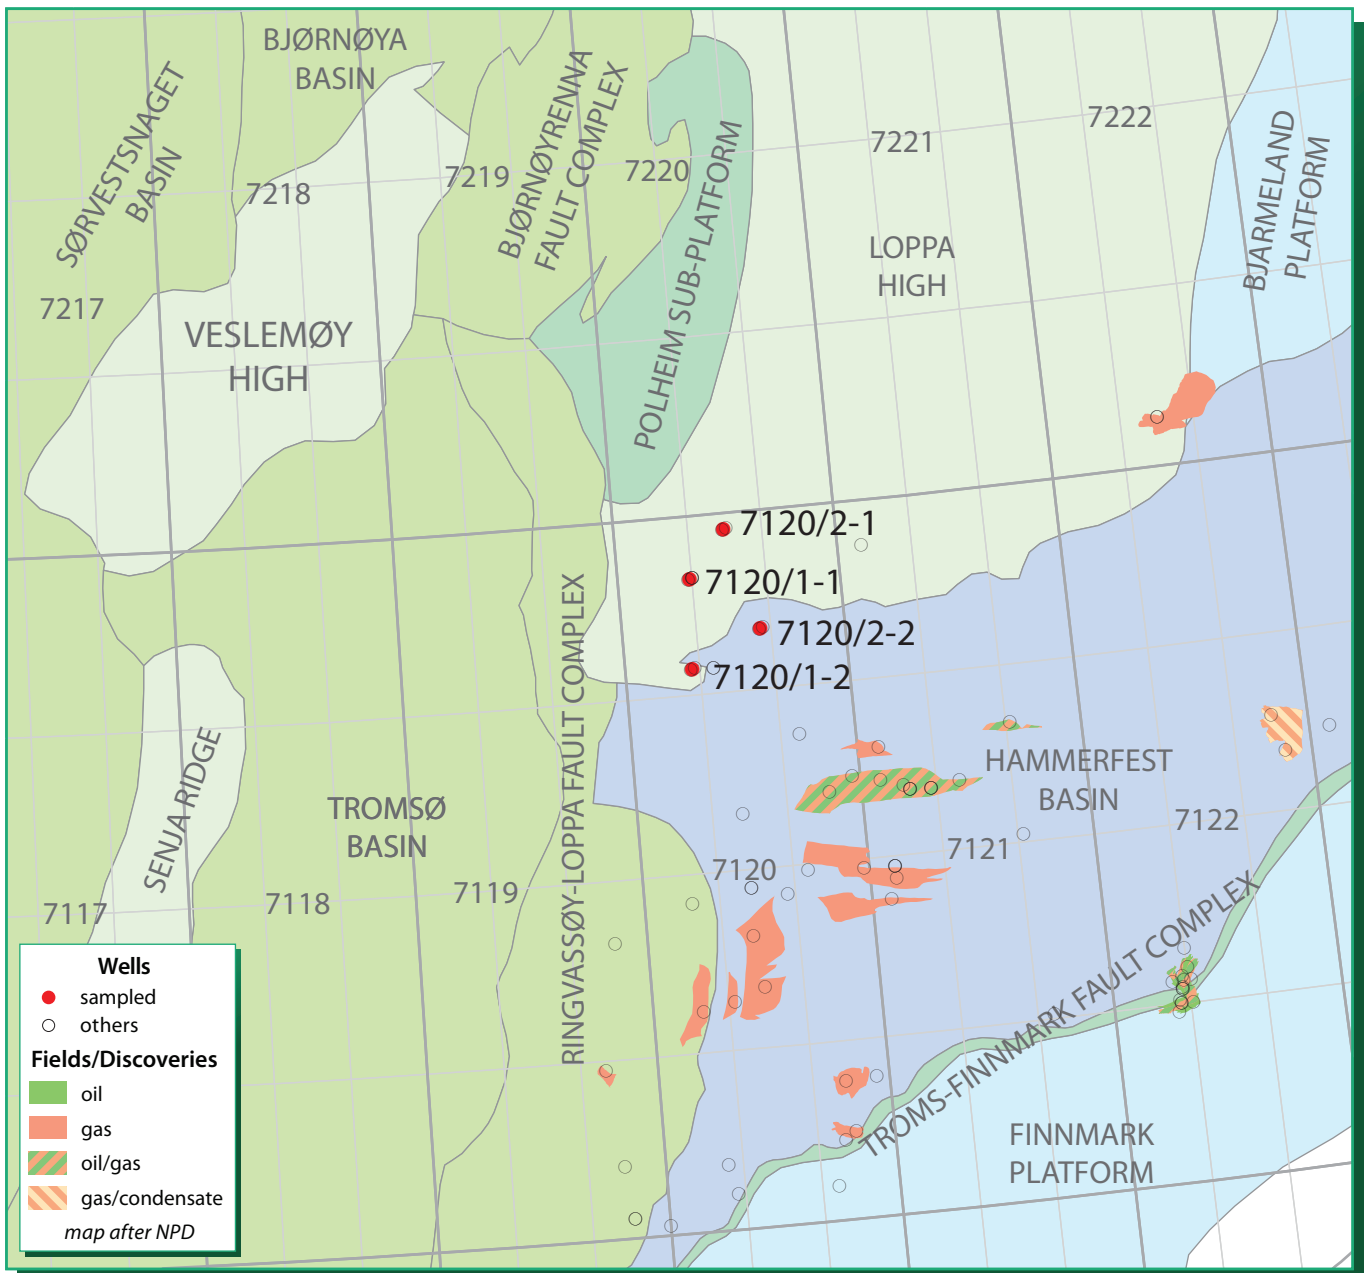 BJØRNØYA
BASIN
SØRVESTSNAGET
BASIN
BJØRNØYRENNA
FAULT COMPLEX
7217
7218
7219
7220
7221
7222
POLHEIM SUB-PLATFORM
LOPPA
HIGH
BJARMELAND
PLATFORM
VESLEMØY
HIGH
7120/2-1
7120/1-1
7120/2-2
7120/1-2
RINGVASSØY-LOPPA FAULT COMPLEX
SENJA RIDGE
TROMSØ
BASIN
HAMMERFEST
BASIN
7117
7118
7119
7120
7121
7122
TROMS-FINNMARK FAULT COMPLEX
FINNMARK
PLATFORM
Wells
sampled
others
Fields/Discoveries
oil
gas
oil/gas
gas/condensate
map after NPD